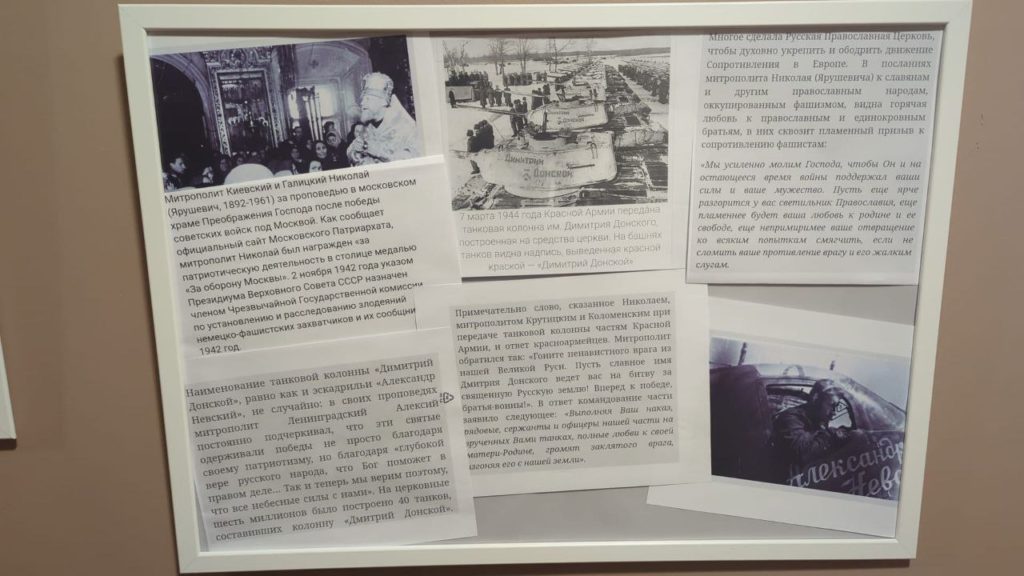 Митрополит Киевский и Галицкий Николай
(Ярушевич, 1892-1961) за проповедью в московском
храме Преображения Господа после победы
советских войск под Москвой. Как сообщает
официальный сайт Московского Патриархата,
митрополит Николай был награжден «за
патриотическую деятельность в столице медалью
«За оборону Москвы». 2 ноября 1942 года указом
Президиума Верховного Совета СССР назначен
членом Чрезвычайной Государственной комиссии
по установлению и расследованию злодеяний
немецко-фашистских захватчиков и их сообщни
1942 год
Димитрий
Донской
7 марта 1944 года Красной Армии передана
танковая колонна им. Димитрия Донского,
построенная на средства церкви. На башнях
танков видна надпись, выведенная красной
краской — «Димитрий Донской»
Многое сделала Русская Православная Церковь,
чтобы духовно укрепить и ободрить движение
Сопротивления в Европе. В посланиях
митрополита Николая (Ярушевича) к славянам
и другим православным народам,
оккупированным фашизмом, видна горячая
любовь к православным и единокровным
братьям, в них сквозит пламенный призыв к
сопротивлению фашистам:
«Мы усиленно молим Господа, чтобы Он и на
остающееся время войны поддержал ваши
силы и ваше мужество. Пусть еще ярче
разгорится у вас светильник Православия, еще
пламеннее будет ваша любовь к родине и ее
свободе, еще непримиримее ваше отвращение
ко всяким попыткам смягчить, если не
сломить ваше противление врагу и его жалким
слугам.
Наименование танковой колонны «Димитрий
Донской», равно как и эскадрильи «Александр
Невский», не случайно: в своих проповедях
митрополит Ленинградский Алексий
постоянно подчеркивал, что эти святые
одерживали победы не просто благодаря
своему патриотизму, но благодаря «глубокой
вере русского народа, что Бог поможет в
правом деле... Так и теперь мы верим поэтому,
что все небесные силы с нами». На церковные
шесть миллионов было построено 40 танков,
составивших колонну «Дмитрий Донской».
Примечательно слово, сказанное Николаем,
митрополитом Крутицким и Коломенским при
передаче танковой колонны частям Красной
Армии, и ответ красноармейцев. Митрополит
обратился так: «Гоните ненавистного врага из
нашей Великой Руси. Пусть славное имя
Дмитрия Донского ведет вас на битву за
священную Русскую землю! Вперед к победе,
братья-воины!». В ответ командование части
заявило следующее: «Выполняя Ваш наказ,
рядовые, сержанты и офицеры нашей части на
врученных Вами танках, полные любви к своей
матери-Родине, громят заклятого врага,
изгоняя его с нашей земли».
Александр
Невс